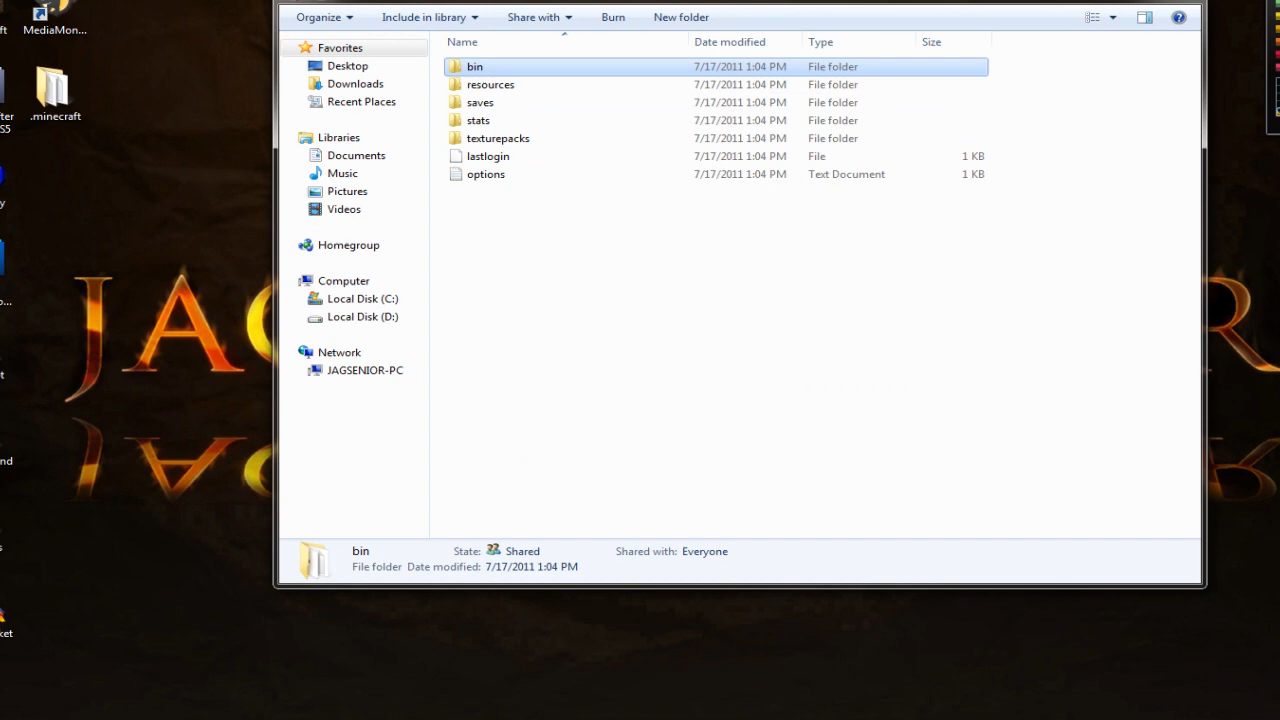 ft
MediaMon...
fter
S5
.minecraft
y
o...
t
nd
s
ket
Organize Include in library Share with Burn New folder
Favorites
Desktop
Downloads
Recent Places
Libraries
Documents
Music
Pictures
Videos
Homegroup
Computer
Local Disk (C:)
Local Disk (D:)
Network
JAGSENIOR-PC
Name Date modified Type Size
bin 7/17/2011 1:04 PM File folder
resources 7/17/2011 1:04 PM File folder
saves 7/17/2011 1:04 PM File folder
stats 7/17/2011 1:04 PM File folder
texturepacks 7/17/2011 1:04 PM File folder
lastlogin 7/17/2011 1:04 PM File 1 KB
options 7/17/2011 1:04 PM Text Document 1 KB
bin State: Shared Shared with: Everyone
File folder Date modified: 7/17/2011 1:04 PM
JA
R